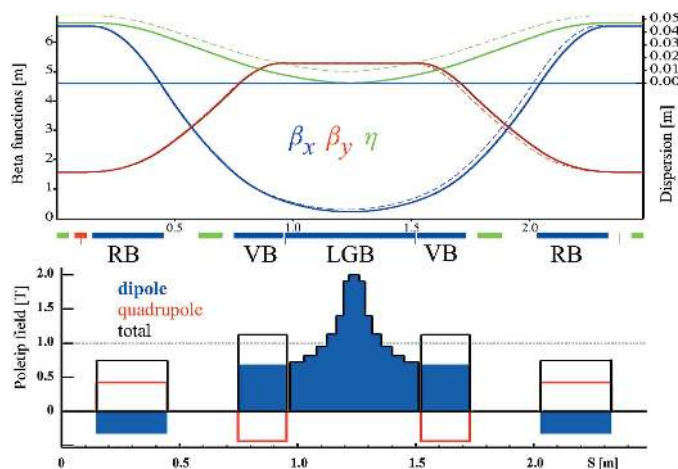 6 0.05
5 0.04
4 0.03
3 0.02
2 0.01
1 0.00
0
Beta functions [m]
Dispersion [m]
βx βy η
0.5 1.0 1.5 2.0
RB VB LGB VB RB
Poletip field [T]
2.0
1.5
1.0
0.5
0
dipole
quadrupole
total
0 0.5 1.0 1.5 2.0 S [m]